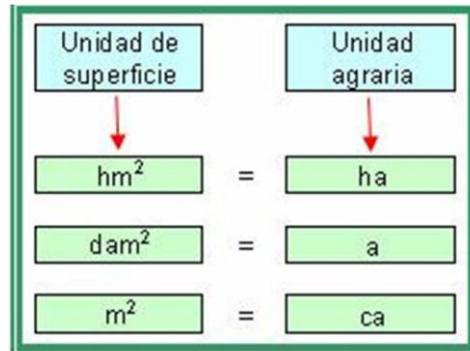 Unidad de
superficie
Unidad
agraria
hm² = ha
dam² = a
m² = ca